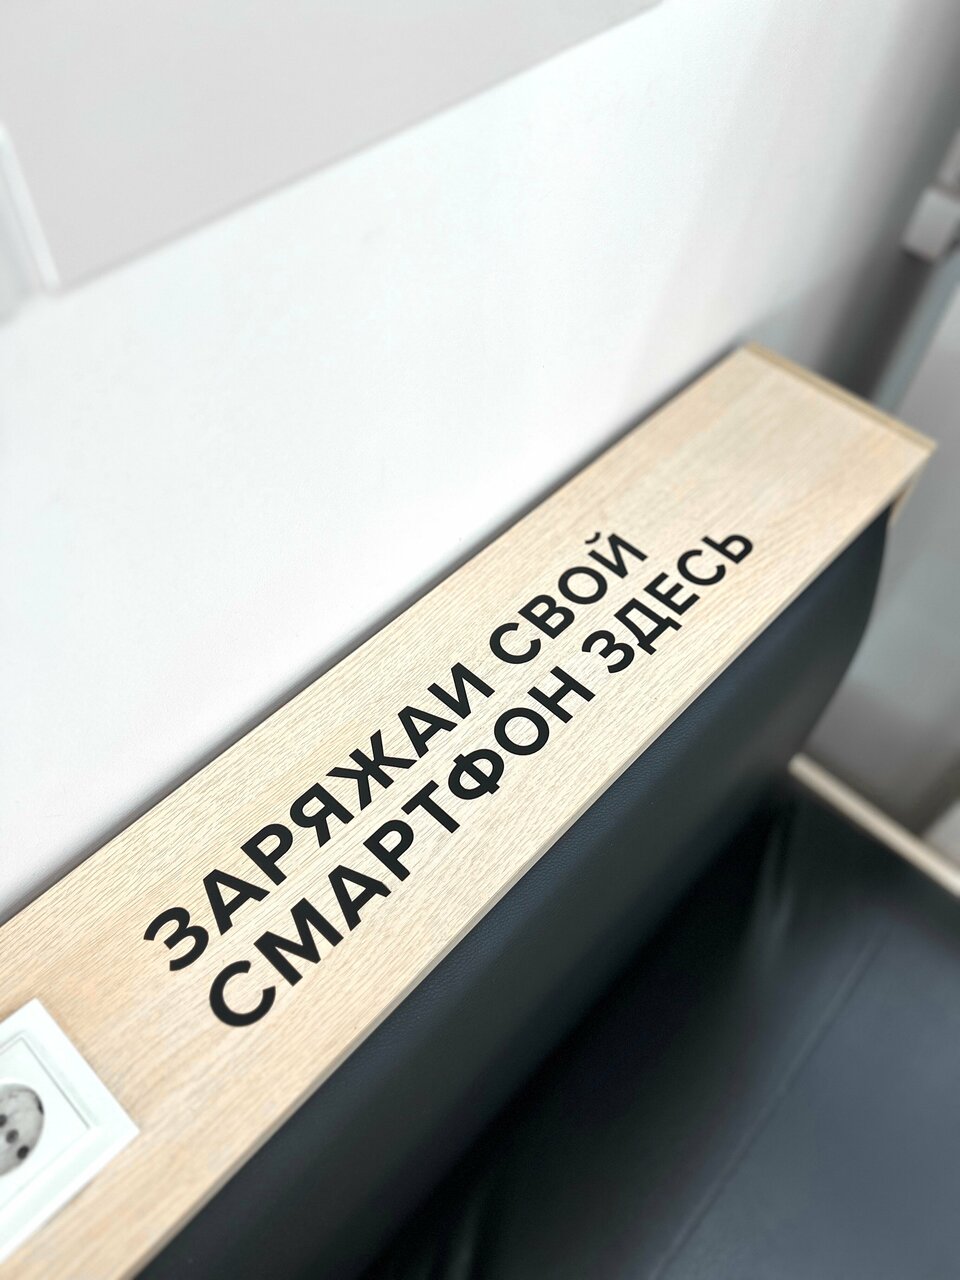 ЗАРЯЖАИ СВОЙ
СМАРТФОН ЗДЕСЬ